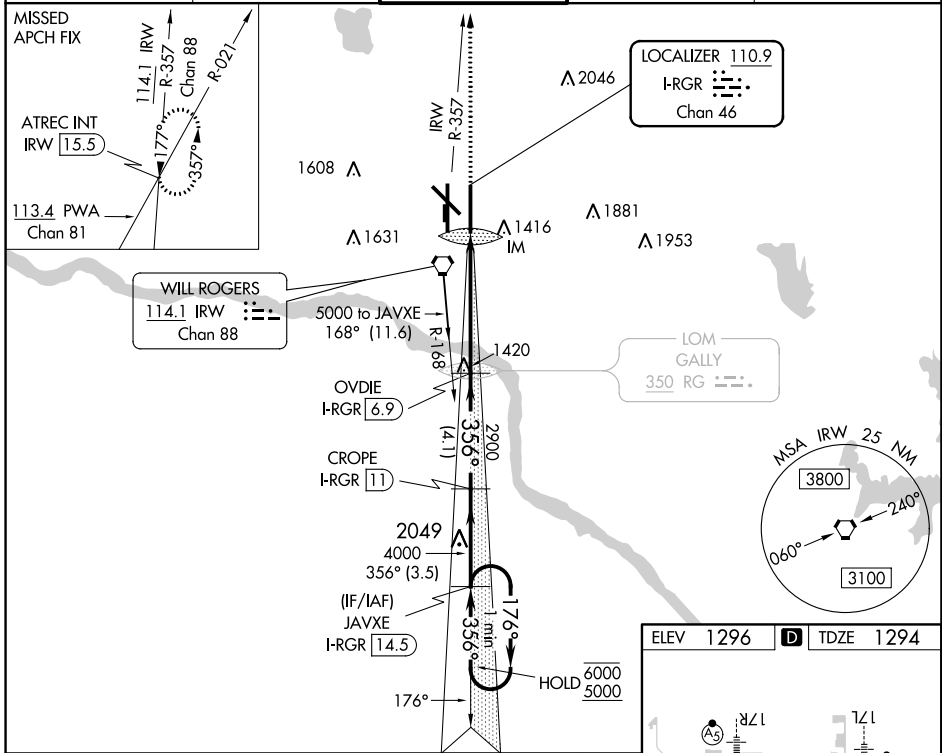 MISSED
APCH FIX
114.1 IRW
R-357
Chan 88
R-021
ATREC INT
IRW 15.5
177°
357°
113.4 PWA
Chan 81
IRW
R-357
2046
LOCALIZER 110.9
I-RGR
Chan 46
1608
1631
1416
IM
1881
1953
WILL ROGERS
114.1 IRW
Chan 88
5000 to JAVXE
168° (11.6)
R-168
1420
LOM
GALLY
350 RG
OVDIE
I-RGR 6.9
356°
2900
(4.1)
CROPE
I-RGR 11
2049
4000
356° (3.5)
(IF/IAF)
JAVXE
I-RGR 14.5
356°
1 min
176°
HOLD 6000
5000
176°
MSA IRW 25 NM
3800
240°
060°
3100
ELEV 1296 D TDZE 1294
A5
17R
17L